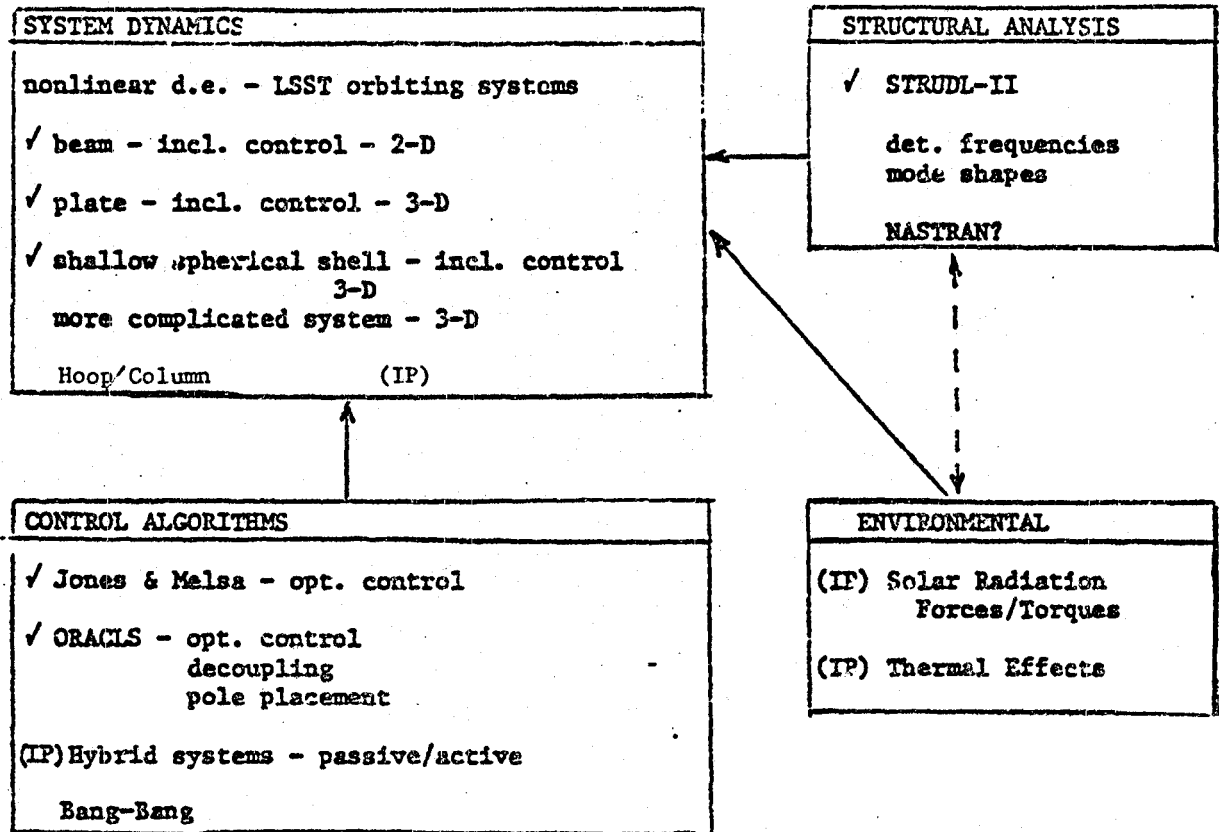 SYSTEM DYNAMICS
nonlinear d.e. - LSST orbiting systems
✓ beam - incl. control - 2-D
✓ plate - incl. control - 3-D
✓ shallow spherical shell - incl. control
3-D
more complicated system - 3-D
Hoop/Column (IP)
STRUCTURAL ANALYSIS
✓ STRUDL-II
det. frequencies
mode shapes
NASTRAN?
CONTROL ALGORITHMS
✓ Jones & Melsa - opt. control
✓ ORACLS - opt. control
decoupling
pole placement
(IP) Hybrid systems - passive/active
Bang-Bang
ENVIRONMENTAL
(IP) Solar Radiation
Forces/Torques
(IP) Thermal Effects